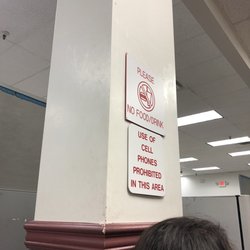 PLEASE
NO FOOD/DRINK
USE OF
CELL
PHONES
PROHIBITED
IN THIS AREA